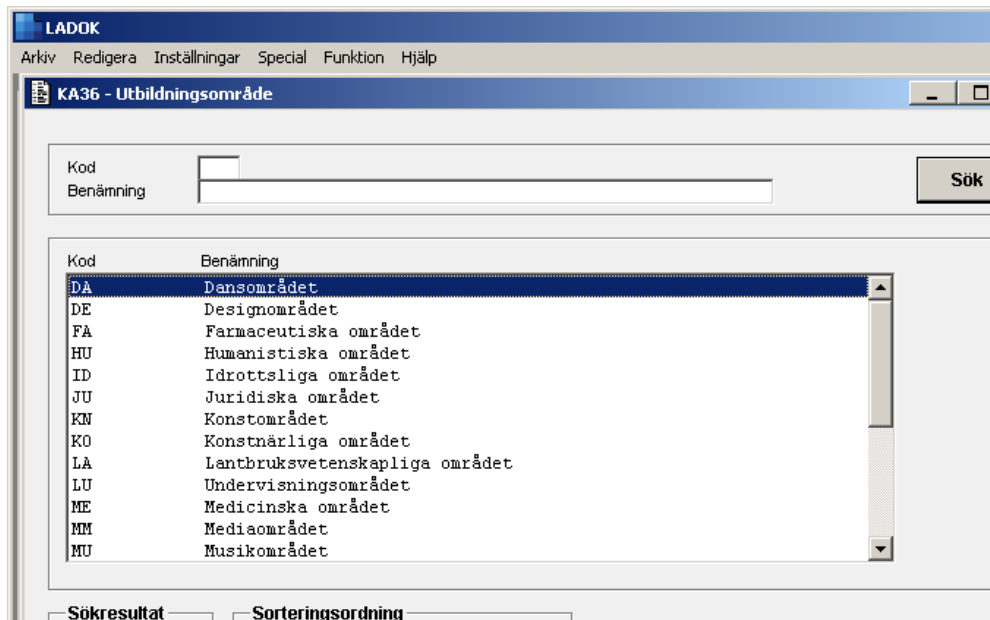 LADOK
Arkiv Redigera Inställningar Special Funktion Hjälp
KA36 - Utbildningsområde
Kod
Benämning
Sök
Kod Benämning
DA Dansområdet
DE Designområdet
FA Farmaceutiska området
HU Humanistiska området
ID Idrottsliga området
JU Juridiska området
KN Konstområdet
KO Konstnärliga området
LA Lantbruksvetenskapliga området
LU Undervisningsområdet
ME Medicinska området
MM Mediaområdet
MU Musikområdet
Sökresultat Sorteringsordning